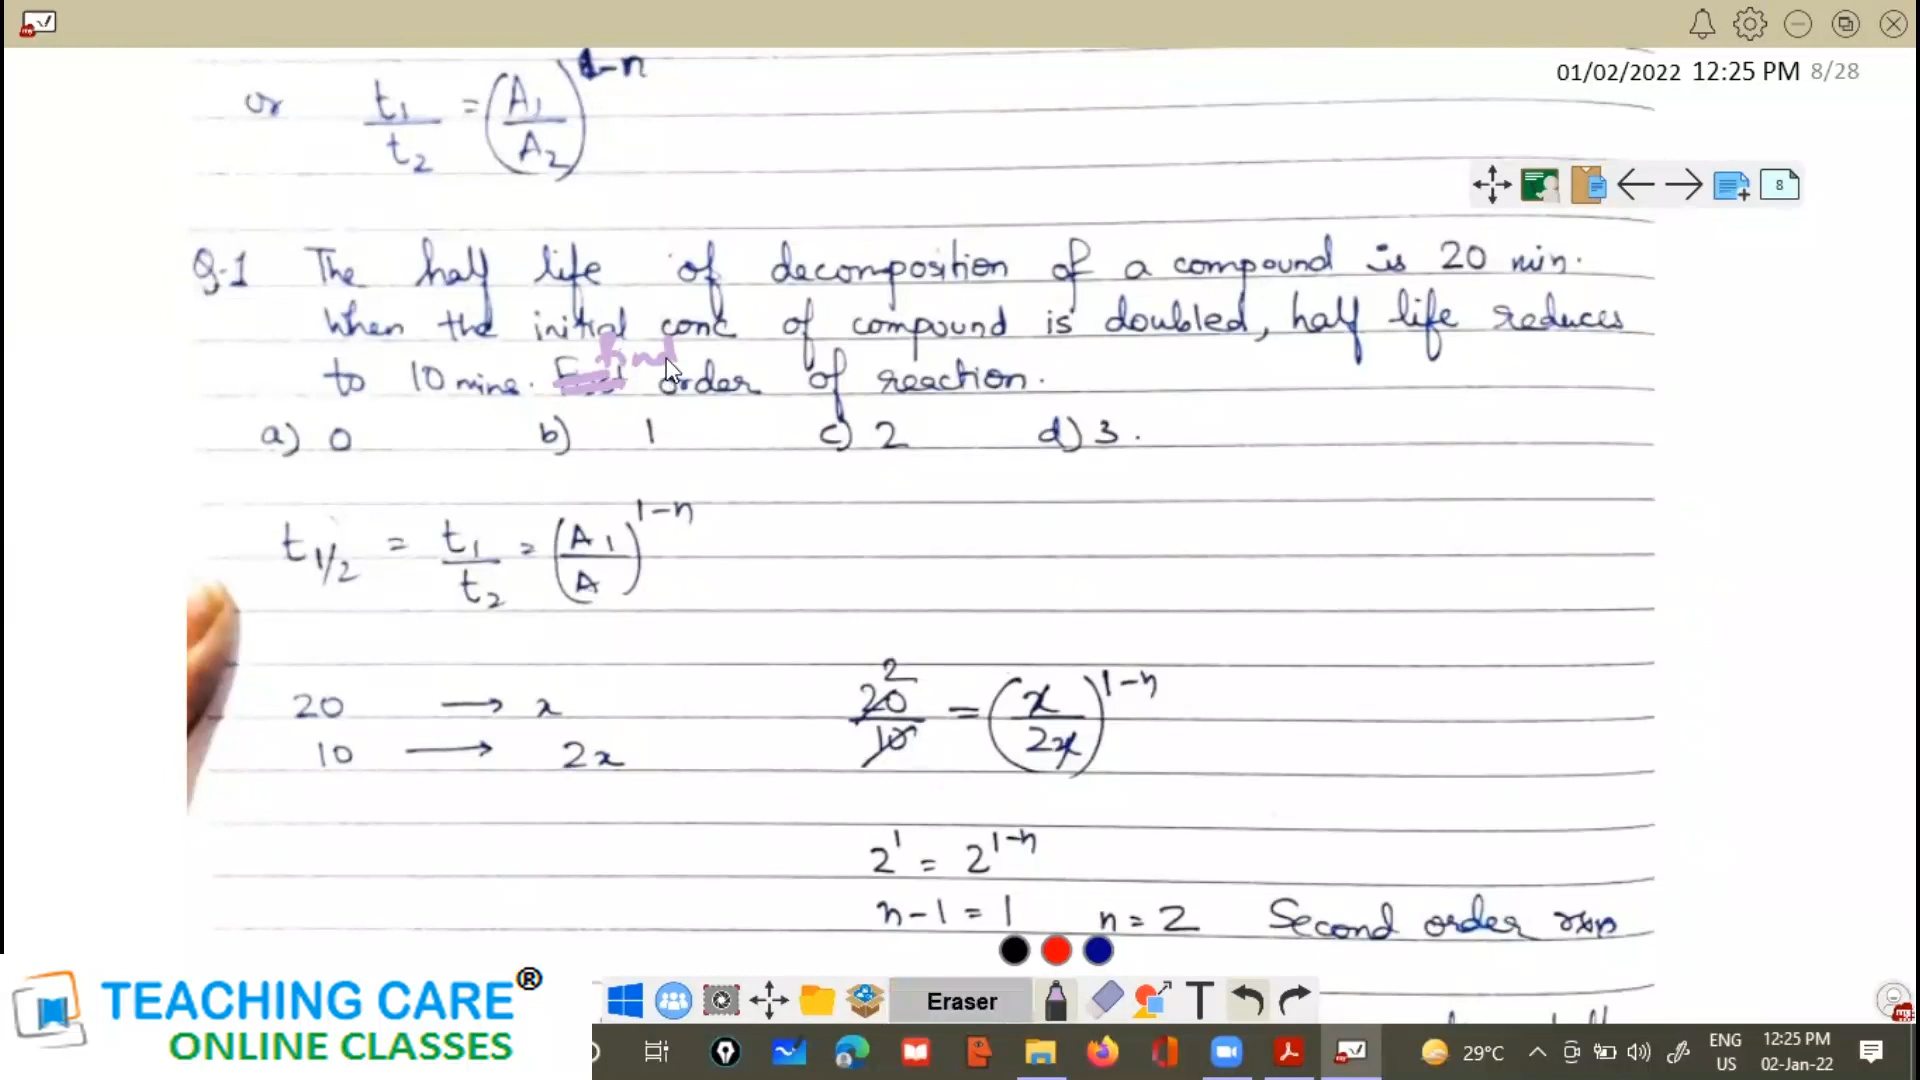 01/02/2022 12:25 PM 8/28
or t₁/t₂ = (A₁/A₂)^1-n
8
Q.1 The half life of decomposition of a compound is 20 min.
When the initial conc of compound is doubled, half life reduces
to 10 mins. find order of reaction.
a) 0 b) 1 c) 2 d) 3.
t1/2 = t₁/t₂ = (A₁/A)^1-n
20 → x
10 → 2x
20/10 2 = (x/2x)^1-n
2^1 = 2^1-n
n-1 = 1 n = 2 Second order rxn
TEACHING CARE®
ONLINE CLASSES
Eraser
T
29°C
ENG
US
12:25 PM
02-Jan-22